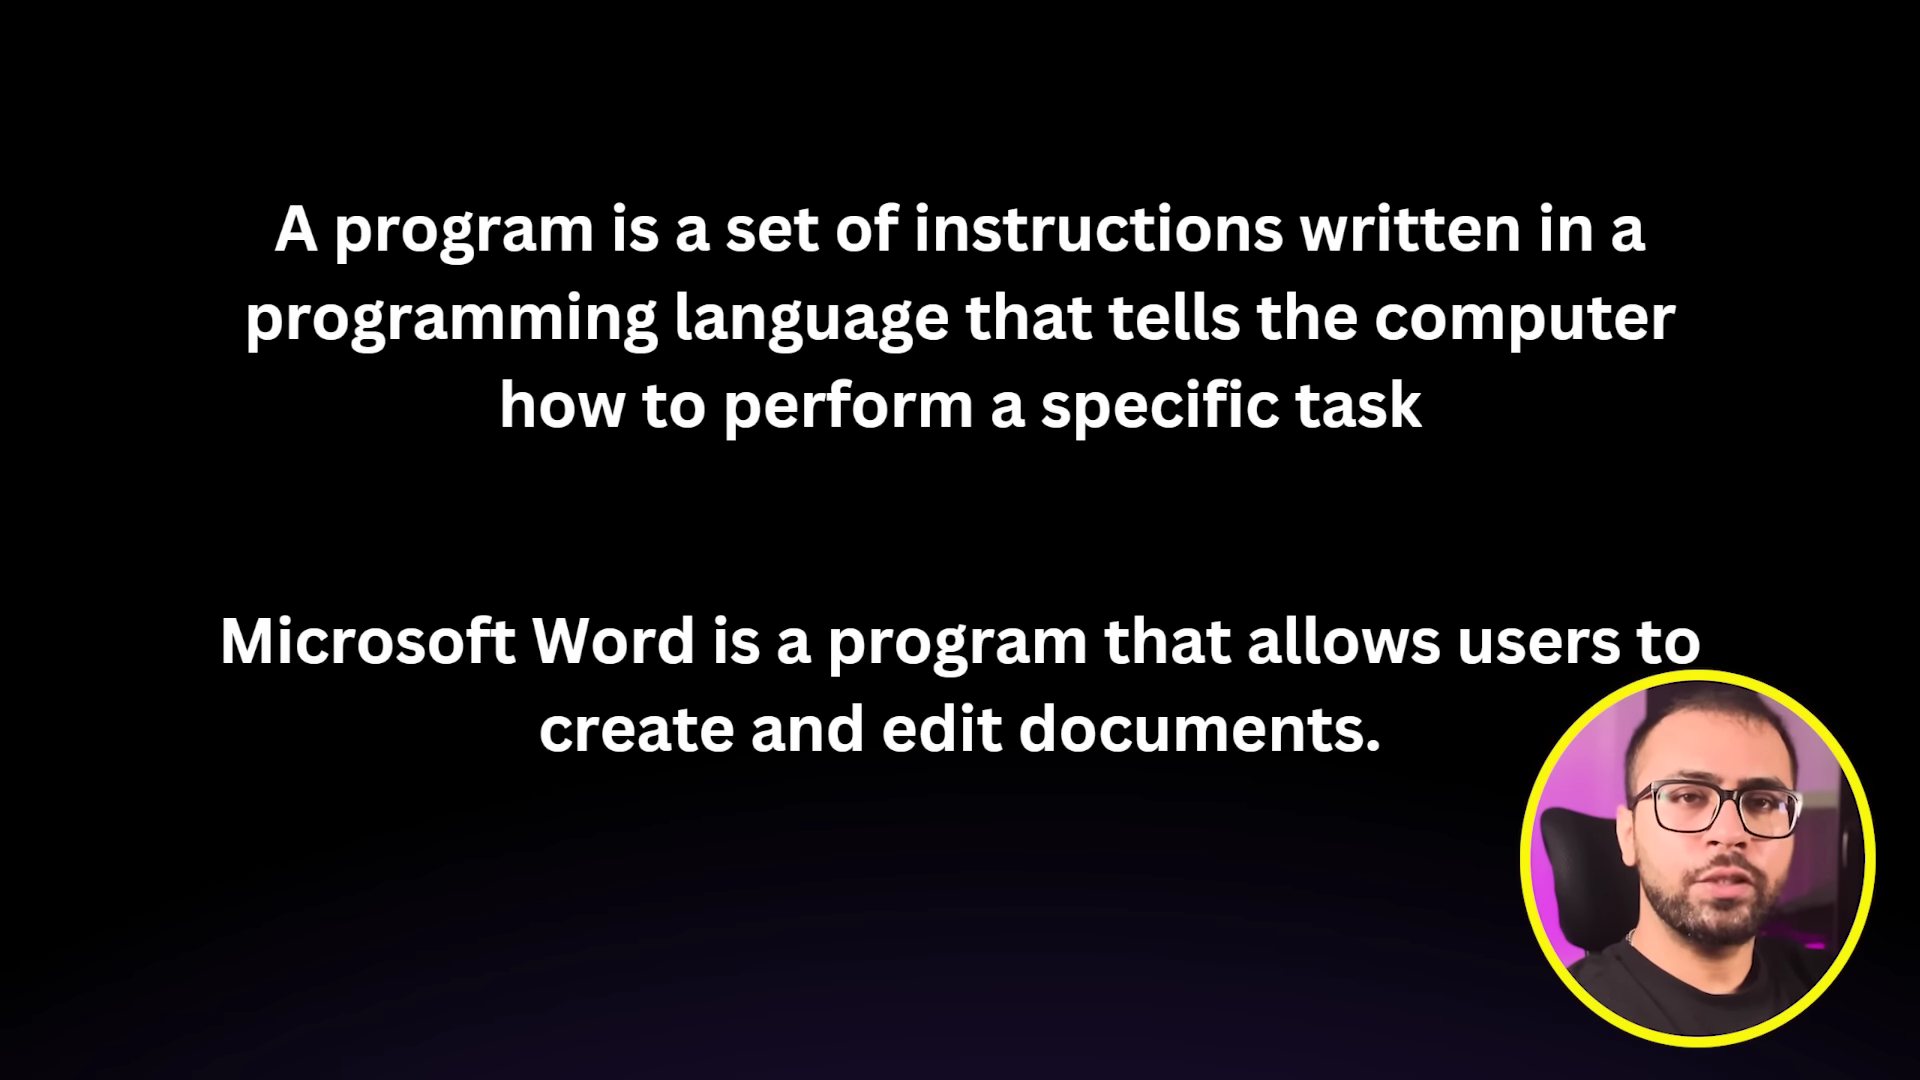 A program is a set of instructions written in a
programming language that tells the computer
how to perform a specific task
Microsoft Word is a program that allows users to
create and edit documents.